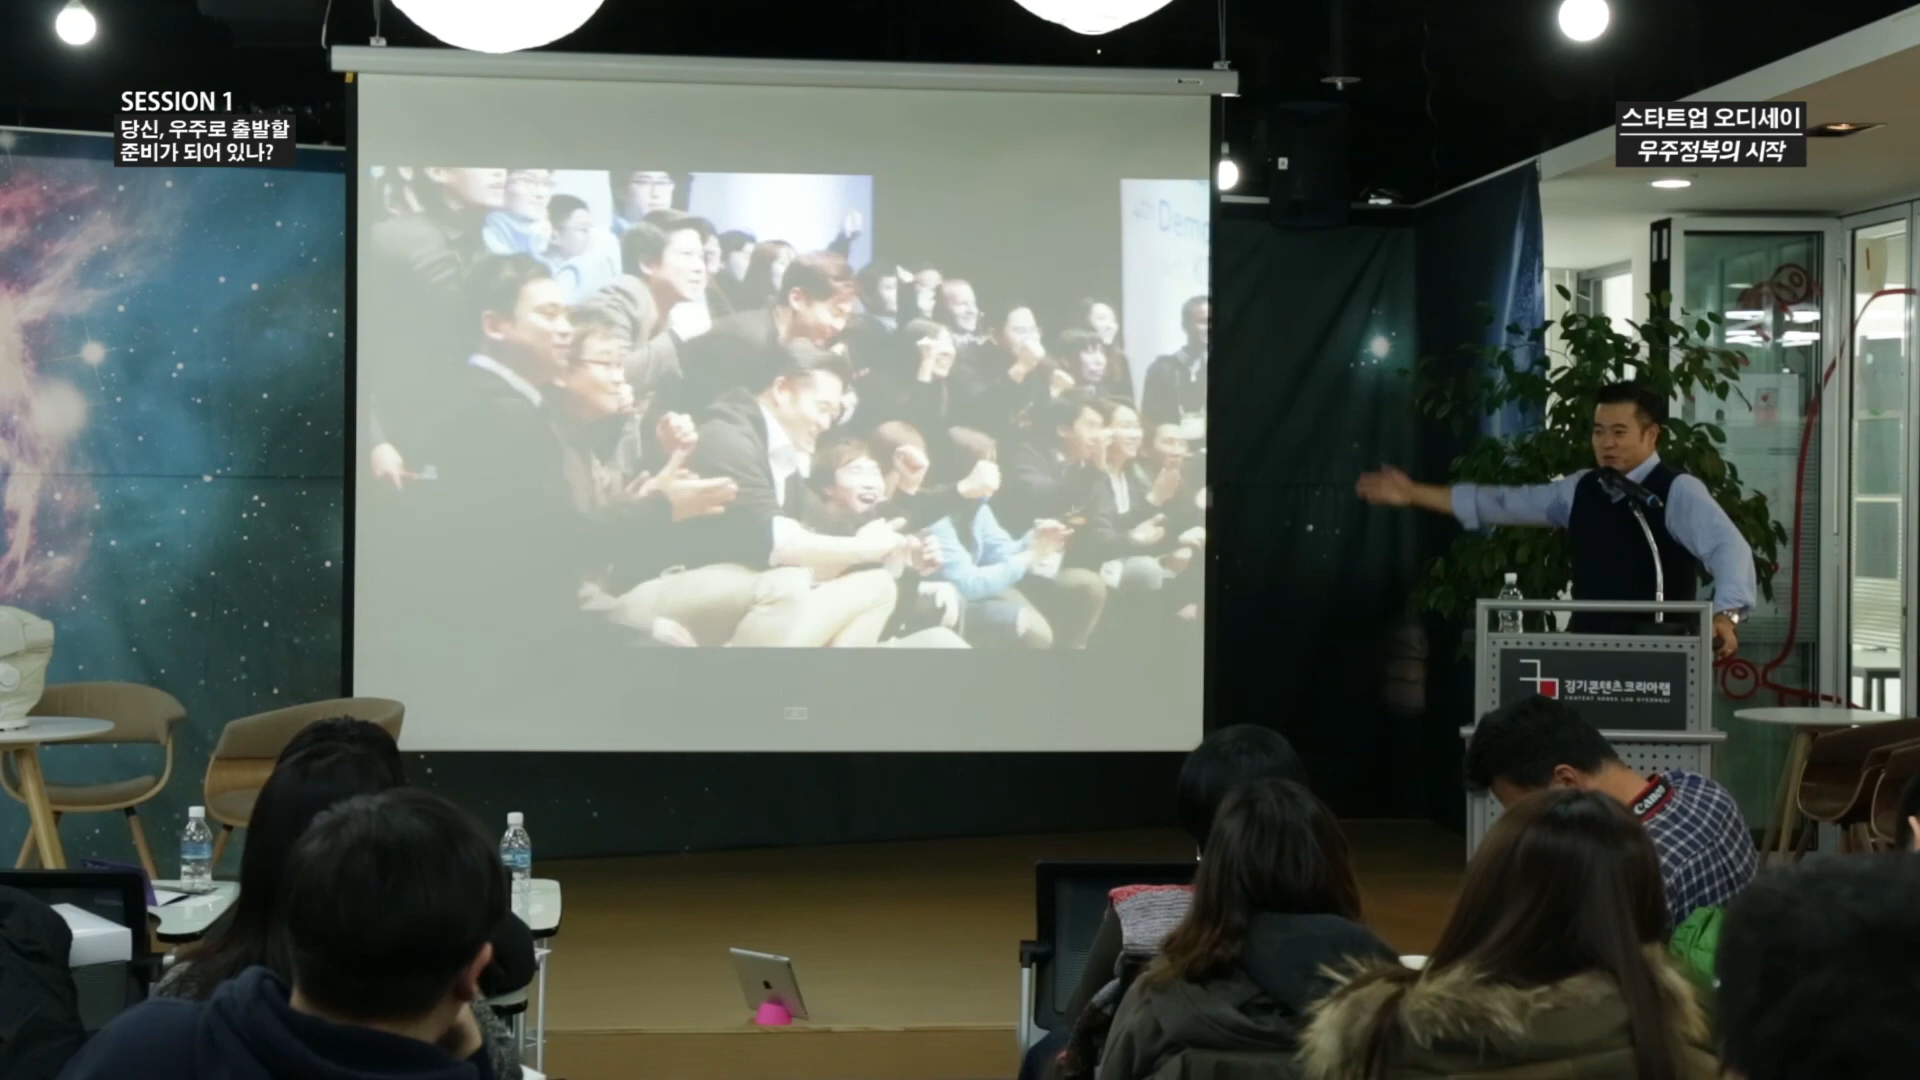 SESSION 1
당신, 우주로 출발할
준비가 되어 있나?
스타트업 오디세이
우주정복의 시작
Dem
경기콘텐츠코리아랩
CONTENT KOREA LAB GYEONGGI
Canon